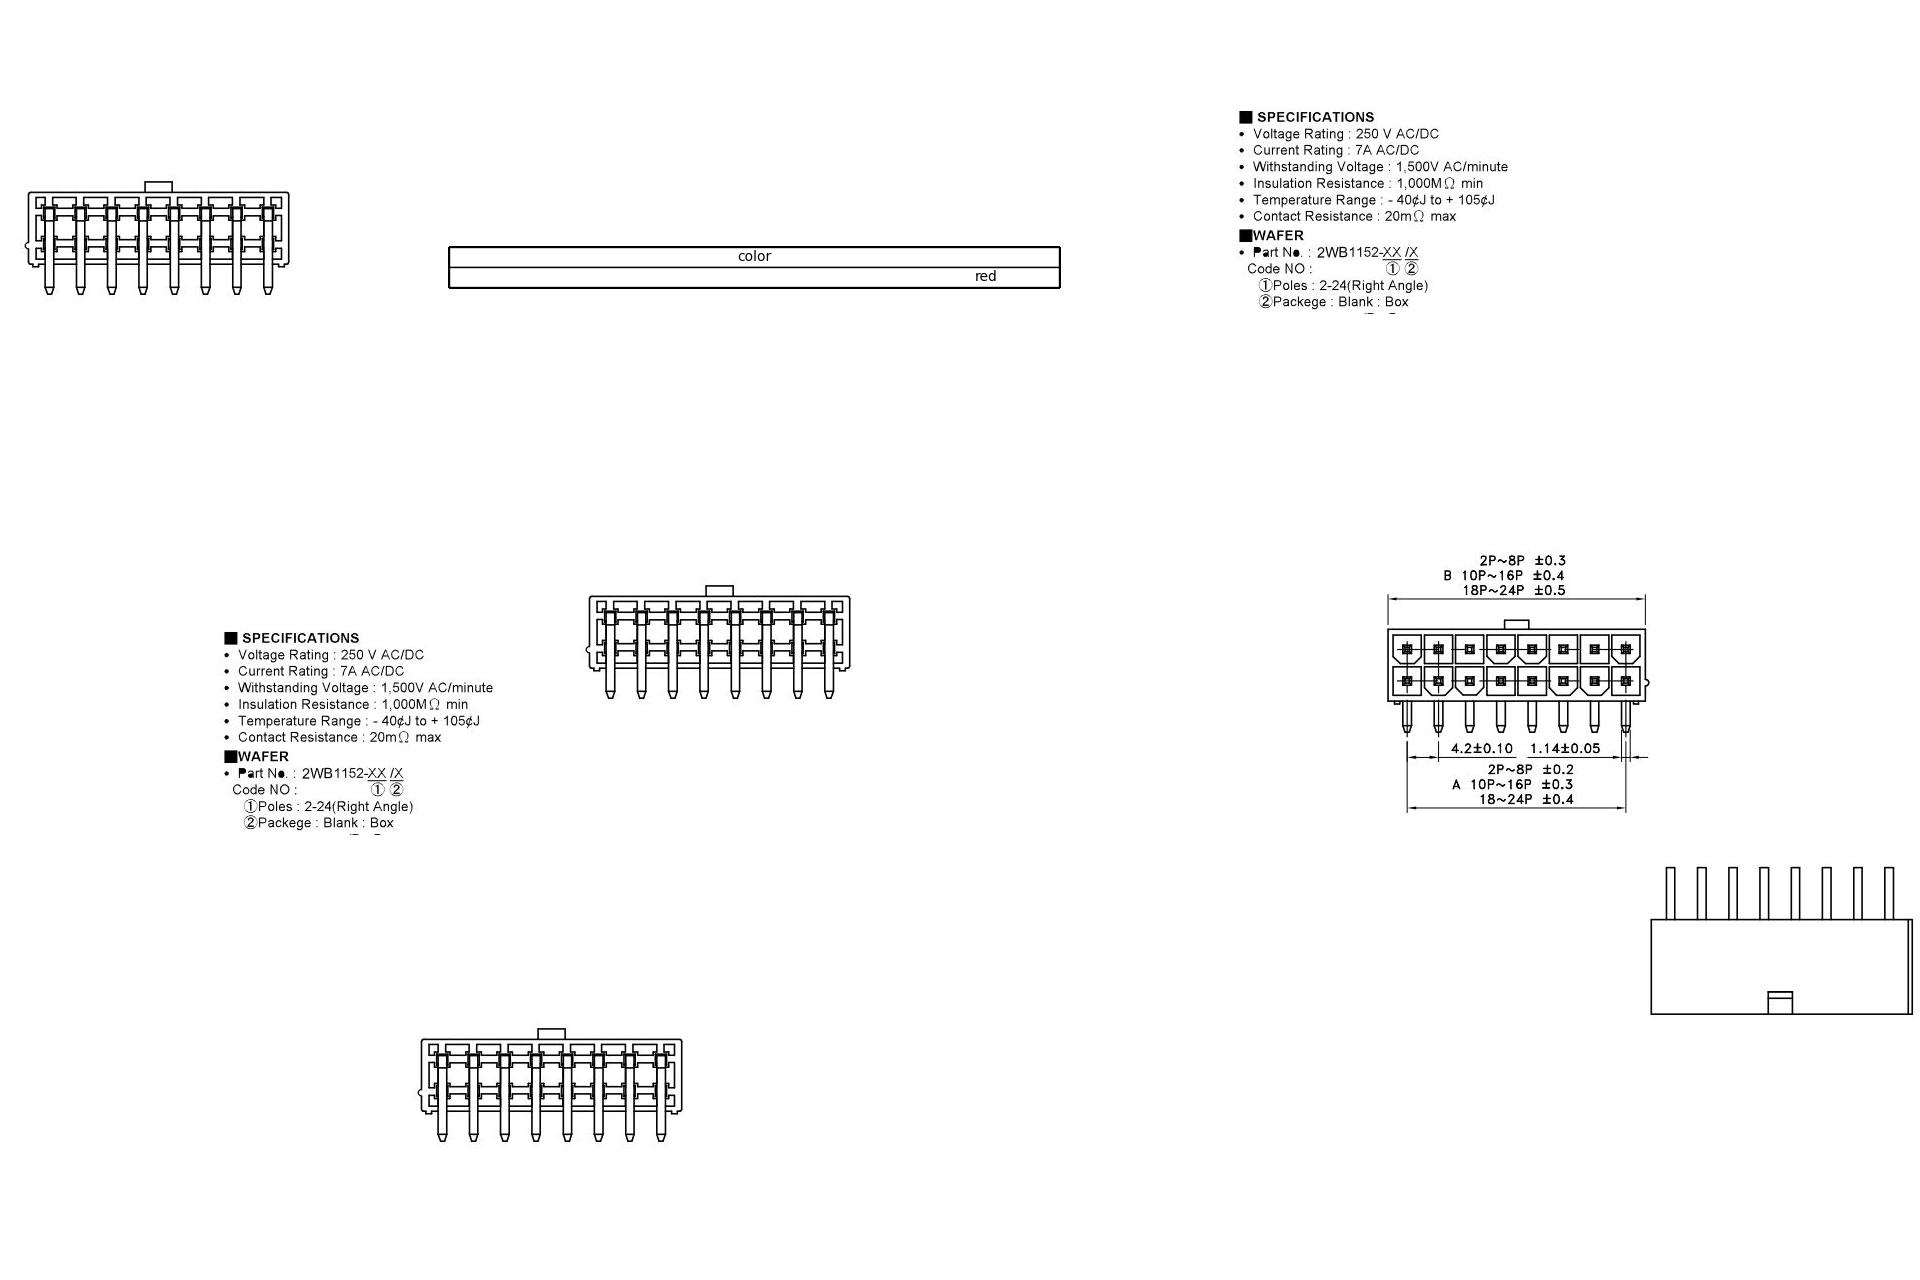 ■ SPECIFICATIONS
• Voltage Rating : 250 V AC/DC
• Current Rating : 7A AC/DC
• Withstanding Voltage : 1,500V AC/minute
• Insulation Resistance : 1,000MΩ min
• Temperature Range : - 40¢J to + 105¢J
• Contact Resistance : 20mΩ max
■WAFER
• Part No. : 2WB1152-XX /X
Code NO : ① ②
①Poles : 2-24(Right Angle)
②Packege : Blank : Box
color
red
2P~8P ±0.3
B 10P~16P ±0.4
18P~24P ±0.5
4.2±0.10 1.14±0.05
2P~8P ±0.2
A 10P~16P ±0.3
18~24P ±0.4
■ SPECIFICATIONS
• Voltage Rating : 250 V AC/DC
• Current Rating : 7A AC/DC
• Withstanding Voltage : 1,500V AC/minute
• Insulation Resistance : 1,000MΩ min
• Temperature Range : - 40¢J to + 105¢J
• Contact Resistance : 20mΩ max
■WAFER
• Part No. : 2WB1152-XX /X
Code NO : ① ②
①Poles : 2-24(Right Angle)
②Packege : Blank : Box